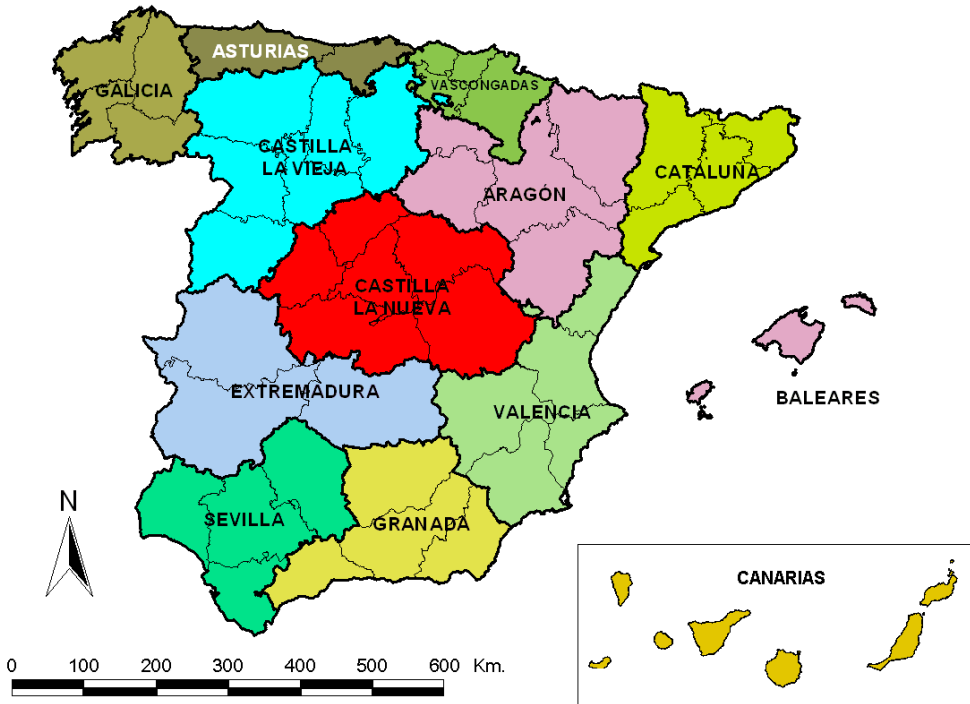 ASTURIAS
GALICIA
VASCONGADAS
CASTILLA
LA VIEJA
CATALUÑA
ARAGÓN
CASTILLA
LA NUEVA
EXTREMADURA
BALEARES
VALENCIA
SEVILLA
GRANADA
N
CANARIAS
0 100 200 300 400 500 600 Km.